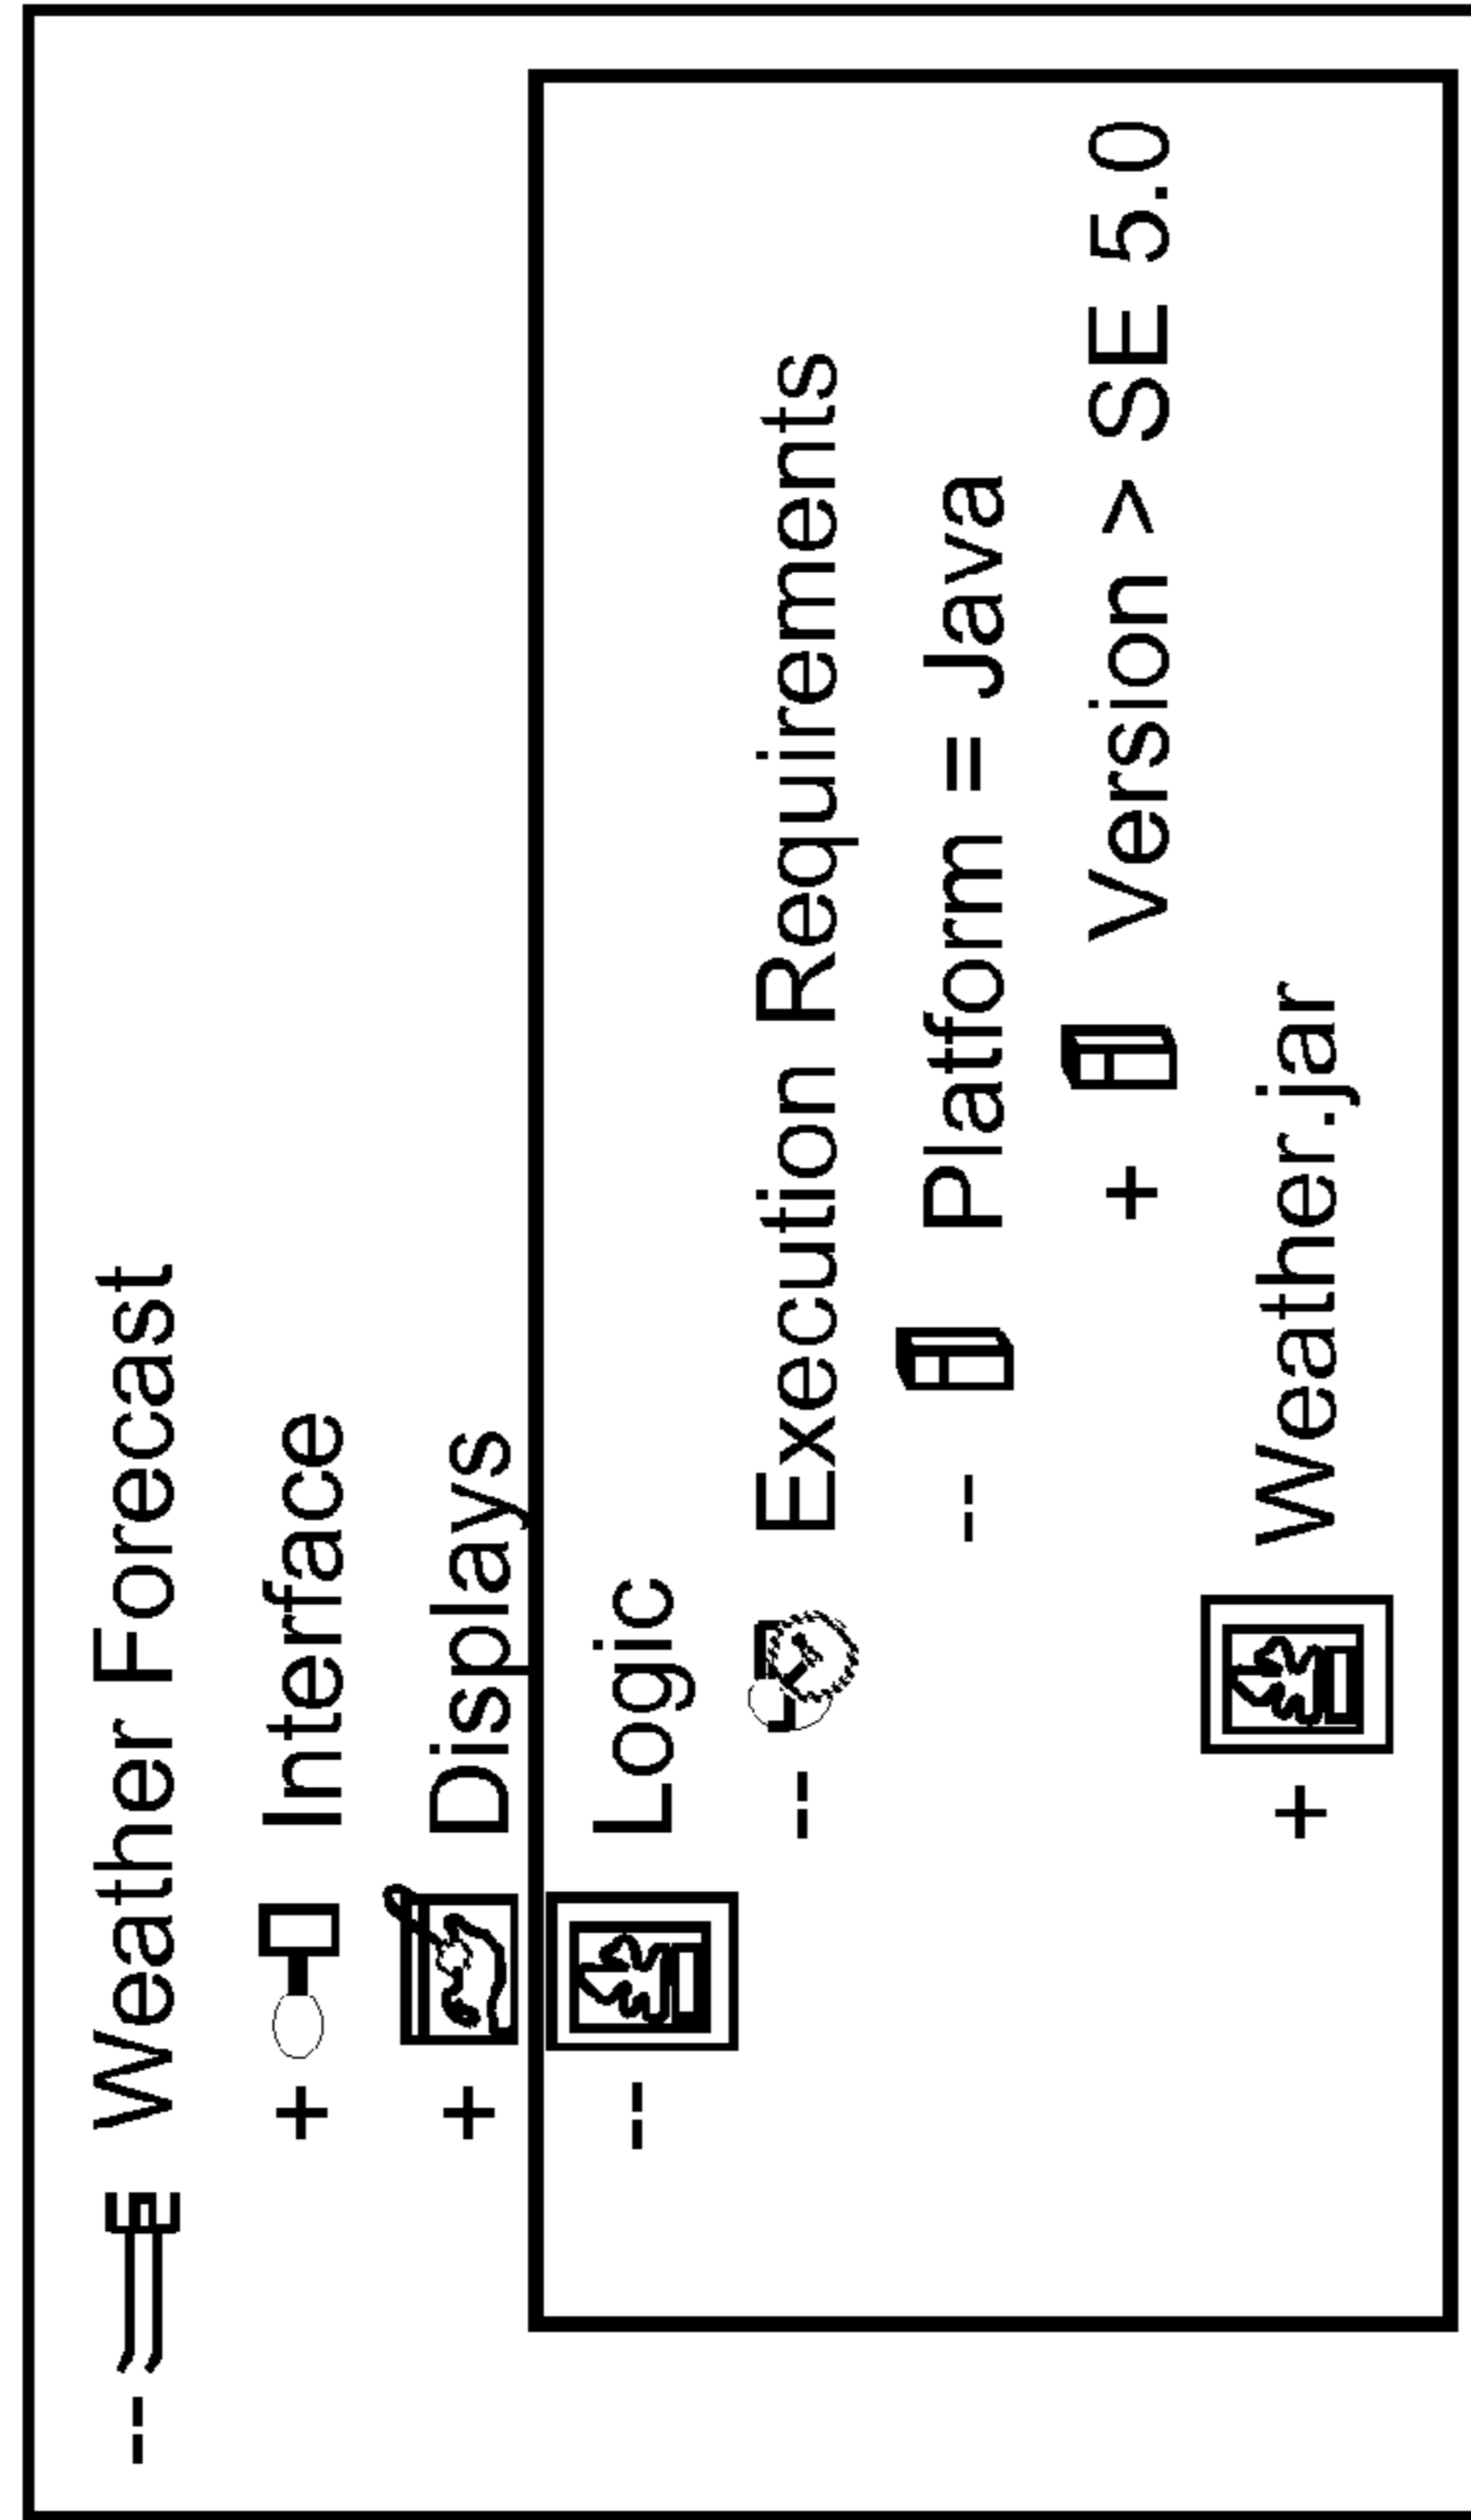 -- Weather Forecast
+ Interface
+ Displays
-- Logic
-- Execution Requirements
-- Platform = Java
+ Version > SE 5.0
+ Weather.jar